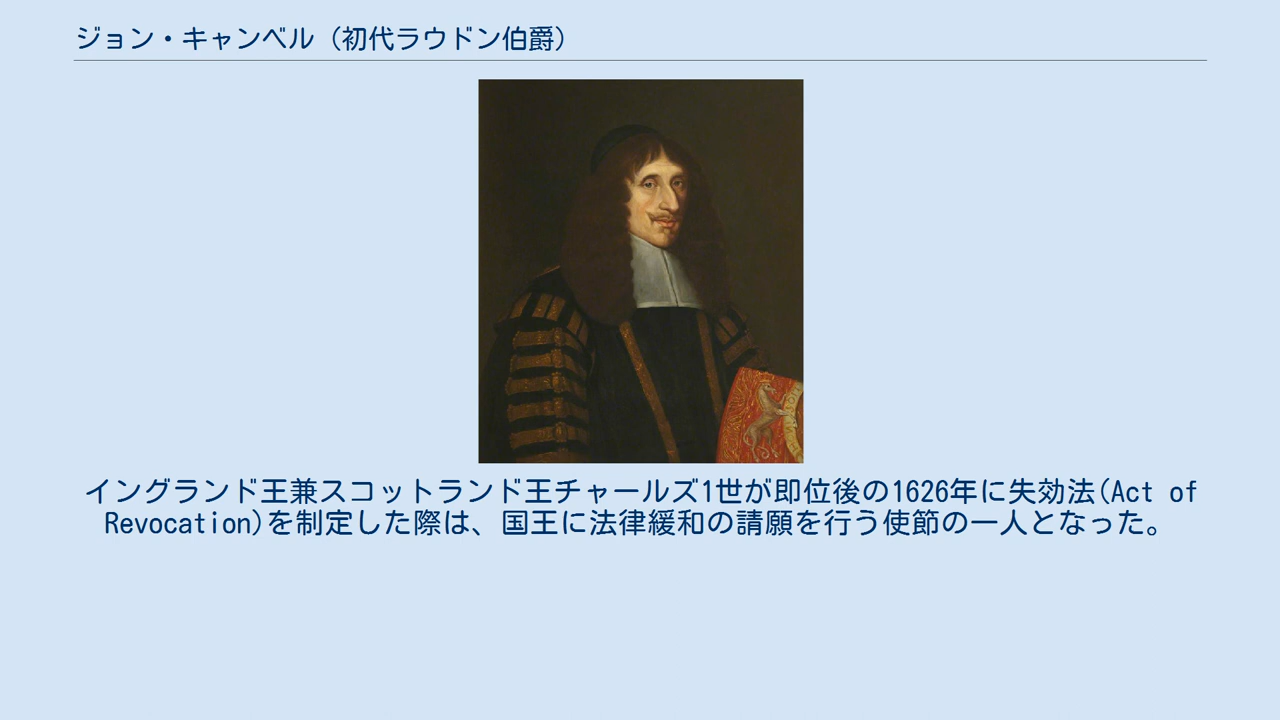 ジョン・キャンベル（初代ラウドン伯爵）
イングランド王兼スコットランド王チャールズ1世が即位後の1626年に失効法(Act of
Revocation)を制定した際は、国王に法律緩和の請願を行う使節の一人となった。